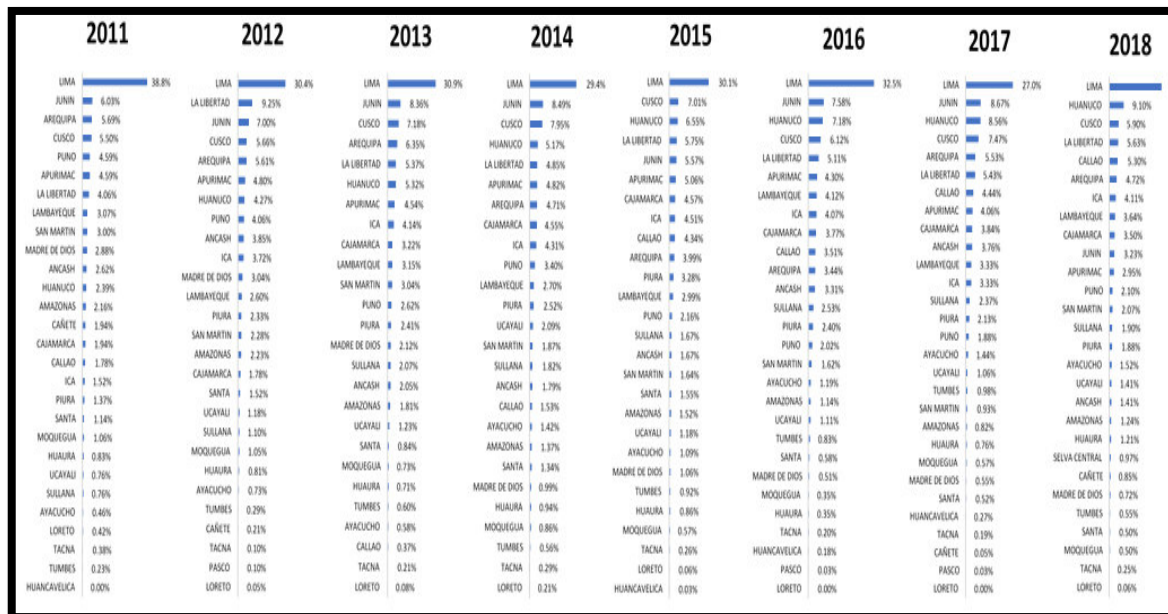 2011
LIMA 38.8%
JUNIN 6.03%
AREQUIPA 5.69%
CUSCO 5.50%
PUNO 4.59%
APURIMAC 4.59%
LA LIBERTAD 4.06%
LAMBAYEQUE 3.07%
SAN MARTIN 3.00%
MADRE DE DIOS 2.88%
ANCASH 2.62%
HUANUCO 2.39%
AMAZONAS 2.16%
CAÑETE 1.94%
CAJAMARCA 1.94%
CALLAO 1.78%
ICA 1.52%
PIURA 1.37%
SANTA 1.14%
MOQUEGUA 1.06%
HUAURA 0.83%
UCAYALI 0.76%
SULLANA 0.76%
AYACUCHO 0.46%
LORETO 0.42%
TACNA 0.38%
TUMBES 0.23%
HUANCAVELICA 0.00%
2012
LIMA 30.4%
LA LIBERTAD 9.25%
JUNIN 7.00%
CUSCO 5.66%
AREQUIPA 5.61%
APURIMAC 4.80%
HUANUCO 4.27%
PUNO 4.06%
ANCASH 3.85%
ICA 3.72%
MADRE DE DIOS 3.04%
LAMBAYEQUE 2.60%
PIURA 2.33%
SAN MARTIN 2.28%
AMAZONAS 2.23%
CAJAMARCA 1.78%
SANTA 1.52%
UCAYALI 1.18%
SULLANA 1.10%
MOQUEGUA 1.05%
HUAURA 0.81%
AYACUCHO 0.73%
TUMBES 0.29%
CAÑETE 0.21%
TACNA 0.10%
PASCO 0.10%
LORETO 0.05%
2013
LIMA 30.9%
JUNIN 8.36%
CUSCO 7.18%
AREQUIPA 6.35%
LA LIBERTAD 5.37%
HUANUCO 5.32%
APURIMAC 4.54%
ICA 4.14%
CAJAMARCA 3.22%
LAMBAYEQUE 3.15%
SAN MARTIN 3.04%
PUNO 2.62%
PIURA 2.41%
MADRE DE DIOS 2.12%
SULLANA 2.07%
ANCASH 2.05%
AMAZONAS 1.81%
UCAYALI 1.23%
SANTA 0.84%
MOQUEGUA 0.73%
HUAURA 0.71%
TUMBES 0.60%
AYACUCHO 0.58%
CALLAO 0.37%
TACNA 0.21%
LORETO 0.08%
2014
LIMA 29.4%
JUNIN 8.49%
CUSCO 7.95%
HUANUCO 5.17%
LA LIBERTAD 4.85%
APURIMAC 4.82%
AREQUIPA 4.71%
CAJAMARCA 4.55%
ICA 4.31%
PUNO 3.40%
LAMBAYEQUE 2.70%
PIURA 2.52%
UCAYALI 2.09%
SAN MARTIN 1.87%
SULLANA 1.82%
ANCASH 1.79%
CALLAO 1.53%
AYACUCHO 1.42%
AMAZONAS 1.37%
SANTA 1.34%
MADRE DE DIOS 0.99%
HUAURA 0.94%
MOQUEGUA 0.86%
TUMBES 0.56%
TACNA 0.29%
LORETO 0.21%
2015
LIMA 30.1%
CUSCO 7.01%
HUANUCO 6.55%
LA LIBERTAD 5.75%
JUNIN 5.57%
APURIMAC 5.06%
CAJAMARCA 4.57%
ICA 4.51%
CALLAO 4.34%
AREQUIPA 3.99%
PIURA 3.28%
LAMBAYEQUE 2.99%
PUNO 2.16%
SULLANA 1.67%
ANCASH 1.67%
SAN MARTIN 1.64%
SANTA 1.55%
AMAZONAS 1.52%
UCAYALI 1.18%
AYACUCHO 1.09%
MADRE DE DIOS 1.06%
TUMBES 0.92%
HUAURA 0.86%
MOQUEGUA 0.57%
TACNA 0.26%
LORETO 0.06%
HUANCAVELICA 0.03%
2016
LIMA 32.5%
JUNIN 7.58%
HUANUCO 7.18%
CUSCO 6.12%
LA LIBERTAD 5.11%
APURIMAC 4.30%
LAMBAYEQUE 4.12%
ICA 4.07%
CAJAMARCA 3.77%
CALLAO 3.51%
AREQUIPA 3.44%
ANCASH 3.31%
SULLANA 2.53%
PIURA 2.40%
PUNO 2.02%
SAN MARTIN 1.62%
AYACUCHO 1.19%
AMAZONAS 1.14%
UCAYALI 1.11%
TUMBES 0.83%
SANTA 0.58%
MADRE DE DIOS 0.51%
MOQUEGUA 0.35%
HUAURA 0.35%
TACNA 0.20%
HUANCAVELICA 0.18%
PASCO 0.03%
LORETO 0.00%
2017
LIMA 27.0%
JUNIN 8.67%
HUANUCO 8.56%
CUSCO 7.47%
AREQUIPA 5.53%
LA LIBERTAD 5.43%
CALLAO 4.44%
APURIMAC 4.06%
CAJAMARCA 3.84%
ANCASH 3.76%
LAMBAYEQUE 3.33%
ICA 3.33%
SULLANA 2.37%
PIURA 2.13%
PUNO 1.88%
AYACUCHO 1.44%
UCAYALI 1.06%
TUMBES 0.98%
SAN MARTIN 0.93%
AMAZONAS 0.82%
HUAURA 0.76%
MOQUEGUA 0.57%
MADRE DE DIOS 0.55%
SANTA 0.52%
HUANCAVELICA 0.27%
TACNA 0.19%
CAÑETE 0.05%
PASCO 0.03%
LORETO 0.00%
2018
LIMA
HUANUCO 9.10%
CUSCO 5.90%
LA LIBERTAD 5.63%
CALLAO 5.30%
AREQUIPA 4.72%
ICA 4.11%
LAMBAYEQUE 3.64%
CAJAMARCA 3.50%
JUNIN 3.23%
APURIMAC 2.95%
PUNO 2.10%
SAN MARTIN 2.07%
SULLANA 1.90%
PIURA 1.88%
AYACUCHO 1.52%
UCAYALI 1.41%
ANCASH 1.41%
AMAZONAS 1.24%
HUAURA 1.21%
SELVA CENTRAL 0.97%
CAÑETE 0.85%
MADRE DE DIOS 0.72%
TUMBES 0.55%
SANTA 0.50%
MOQUEGUA 0.50%
TACNA 0.25%
LORETO 0.06%